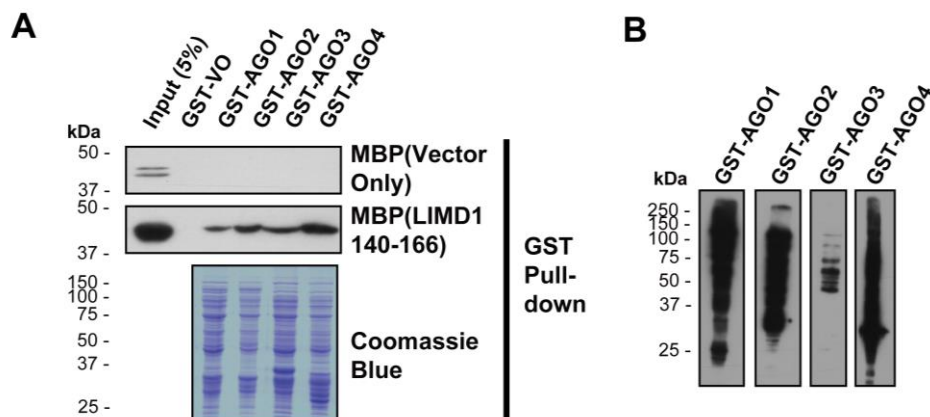 A
Input (5%)
GST-VO
GST-AGO1
GST-AGO2
GST-AGO3
GST-AGO4
kDa
50 -
37 -
MBP(Vector
Only)
50 -
37 -
MBP(LIMD1
140-166)
150 -
100 -
75 -
50 -
37 -
25 -
Coomassie
Blue
GST
Pull-
down
B
GST-AGO1
GST-AGO2
GST-AGO3
GST-AGO4
kDa
250 -
150 -
100 -
75 -
50 -
37 -
25 -